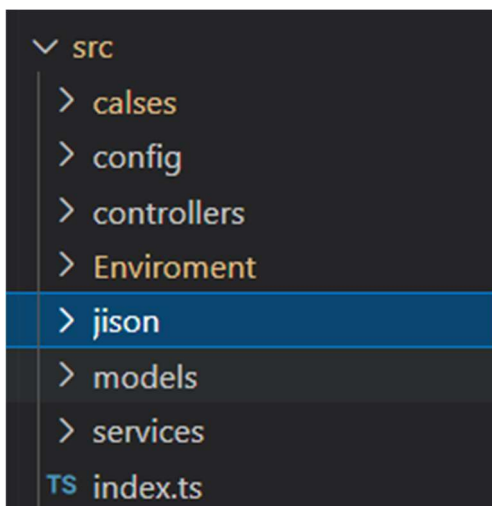 src
calses
config
controllers
Enviroment
jison
models
services
TS index.ts